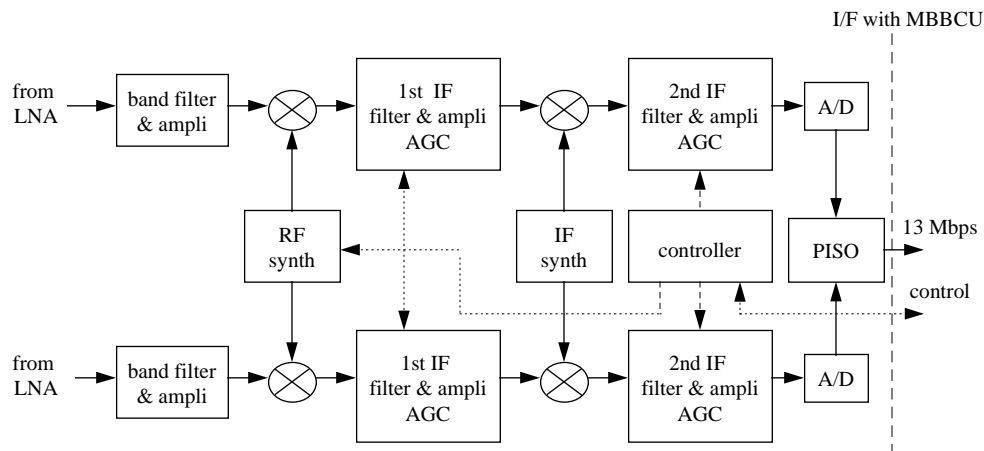 I/F with MBBCU
from
LNA
band filter
& ampli
1st IF
filter & ampli
AGC
2nd IF
filter & ampli
AGC
A/D
RF
synth
IF
synth
controller
PISO
13 Mbps
control
from
LNA
band filter
& ampli
1st IF
filter & ampli
AGC
2nd IF
filter & ampli
AGC
A/D